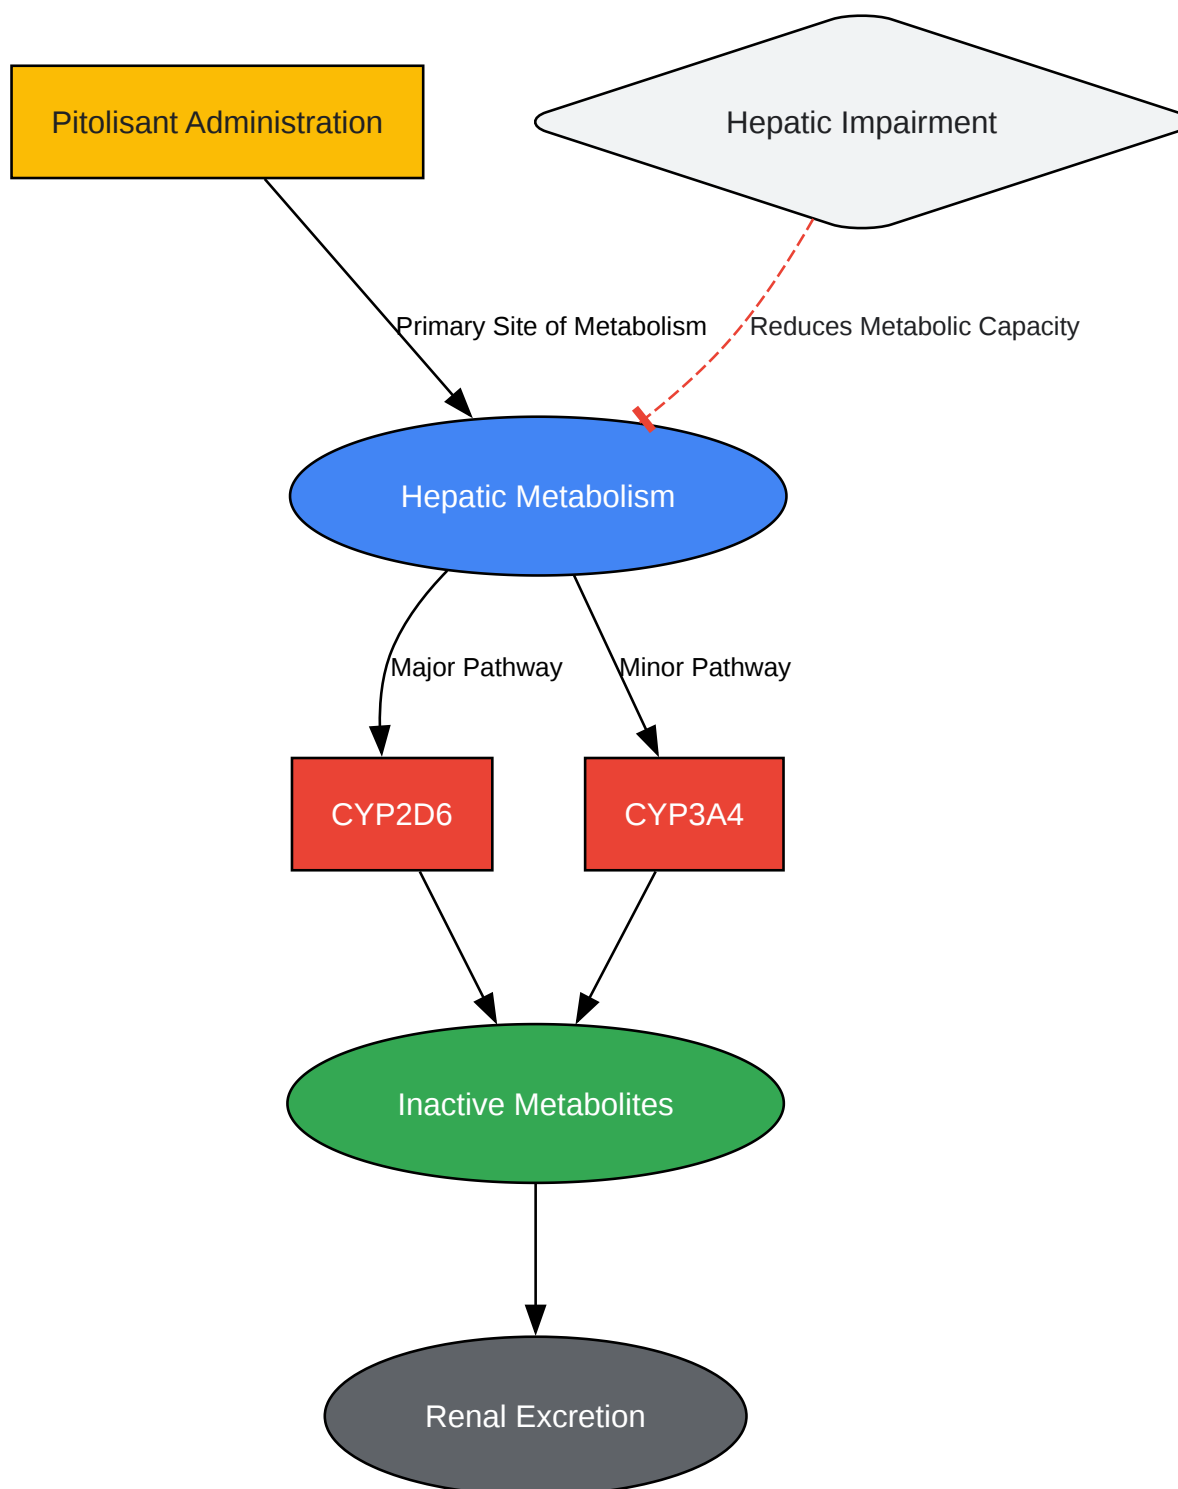 Pitolisant Administration
Hepatic Impairment
Primary Site of Metabolism
Reduces Metabolic Capacity
Hepatic Metabolism
Major Pathway
Minor Pathway
CYP2D6
CYP3A4
Inactive Metabolites
Renal Excretion